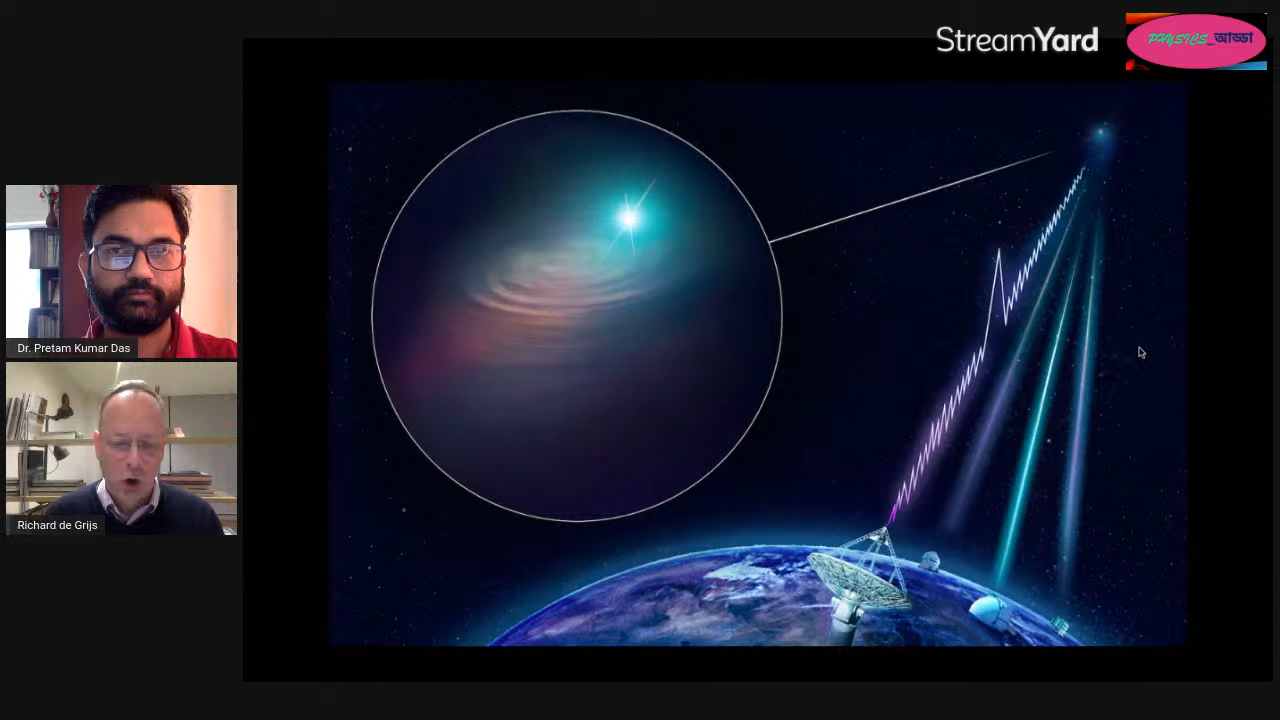 StreamYard
PHYSICS_আড্ডা
Dr. Pretam Kumar Das
Richard de Grijs